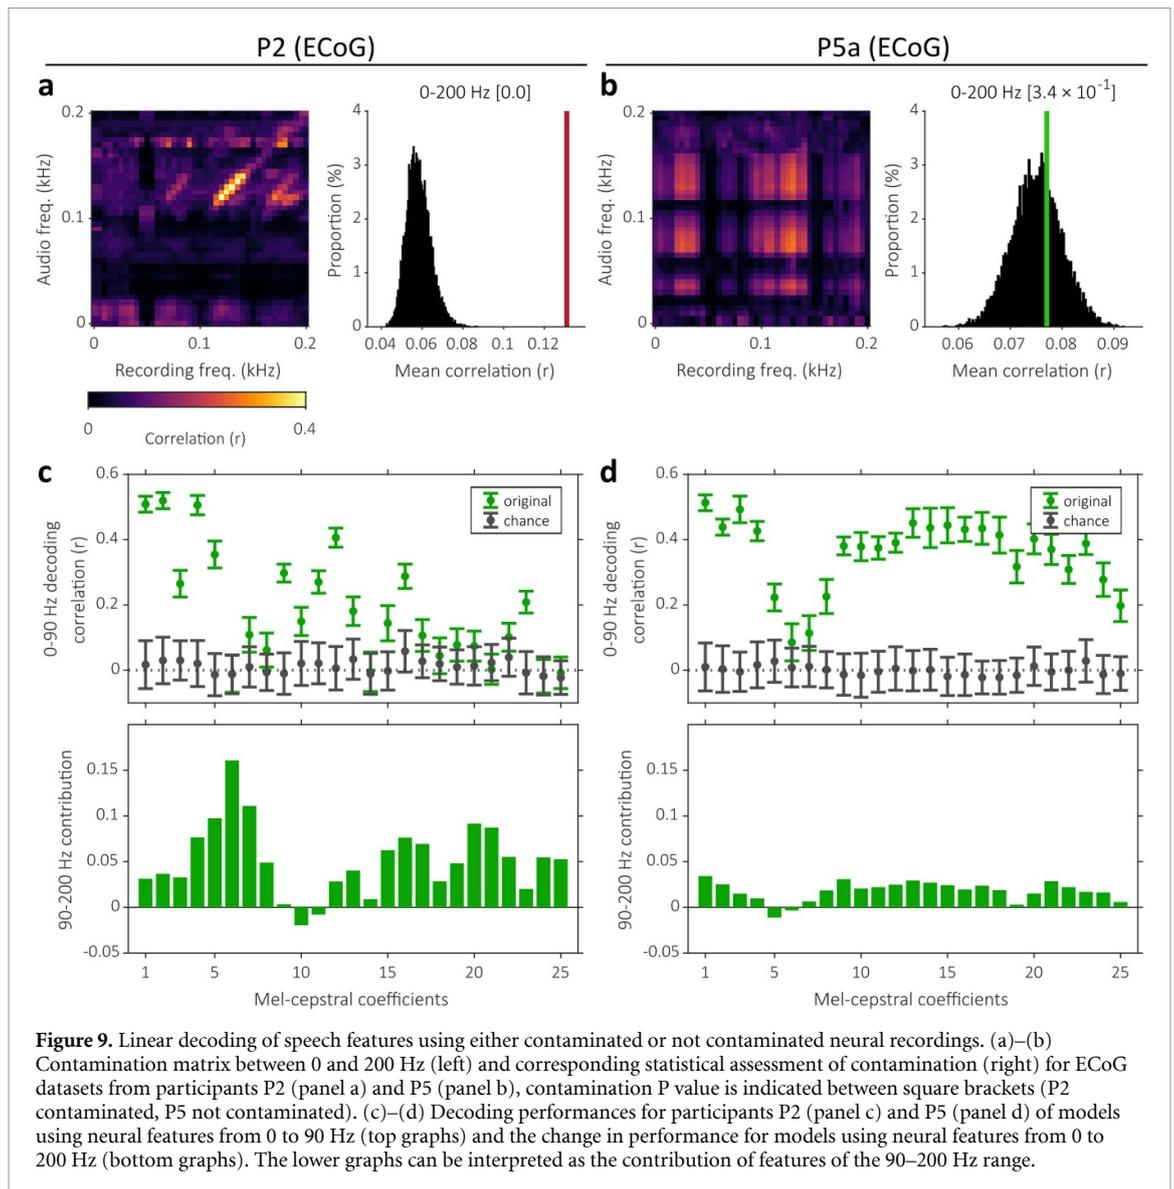 P2 (ECoG)
P5a (ECoG)
a
0-200 Hz [0.0]
0.2
0.1
0
Audio freq. (kHz)
0
0.1
0.2
Recording freq. (kHz)
4
3
2
1
0
Proportion (%)
0.04 0.06 0.08 0.1 0.12
Mean correlation (r)
0
0.4
Correlation (r)
b
0-200 Hz [3.4 × 10⁻¹]
0.2
0.1
0
Audio freq. (kHz)
0
0.1
0.2
Recording freq. (kHz)
4
3
2
1
0
Proportion (%)
0.06 0.07 0.08 0.09
Mean correlation (r)
c
0.6
0.4
0.2
0
0-90 Hz decoding
correlation (r)
original
chance
0.15
0.1
0.05
0
-0.05
90-200 Hz contribution
1 5 10 15 20 25
Mel-cepstral coefficients
d
0.6
0.4
0.2
0
0-90 Hz decoding
correlation (r)
original
chance
0.15
0.1
0.05
0
-0.05
90-200 Hz contribution
1 5 10 15 20 25
Mel-cepstral coefficients
Figure 9. Linear decoding of speech features using either contaminated or not contaminated neural recordings. (a)–(b)
Contamination matrix between 0 and 200 Hz (left) and corresponding statistical assessment of contamination (right) for ECoG
datasets from participants P2 (panel a) and P5 (panel b), contamination P value is indicated between square brackets (P2
contaminated, P5 not contaminated). (c)–(d) Decoding performances for participants P2 (panel c) and P5 (panel d) of models
using neural features from 0 to 90 Hz (top graphs) and the change in performance for models using neural features from 0 to
200 Hz (bottom graphs). The lower graphs can be interpreted as the contribution of features of the 90–200 Hz range.